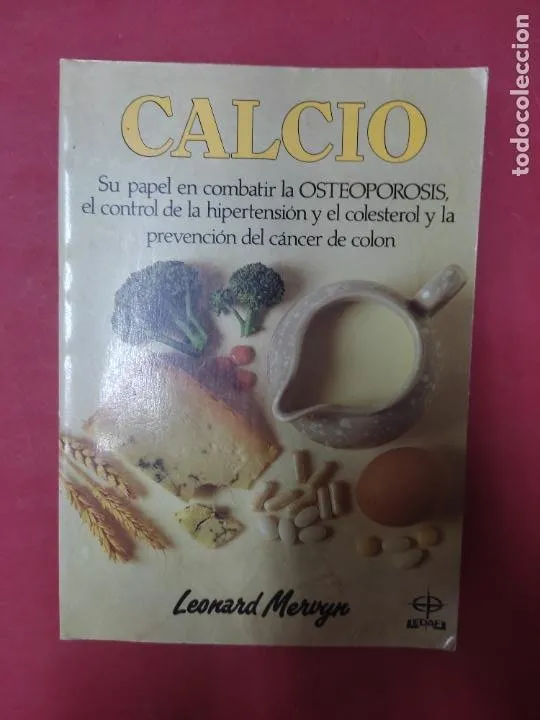 CALCIO
Su papel en combatir la OSTEOPOROSIS,
el control de la hipertensión y el colesterol y la
prevención del cáncer de colon
Leonard Mervyn
EDAF
todocoleccion